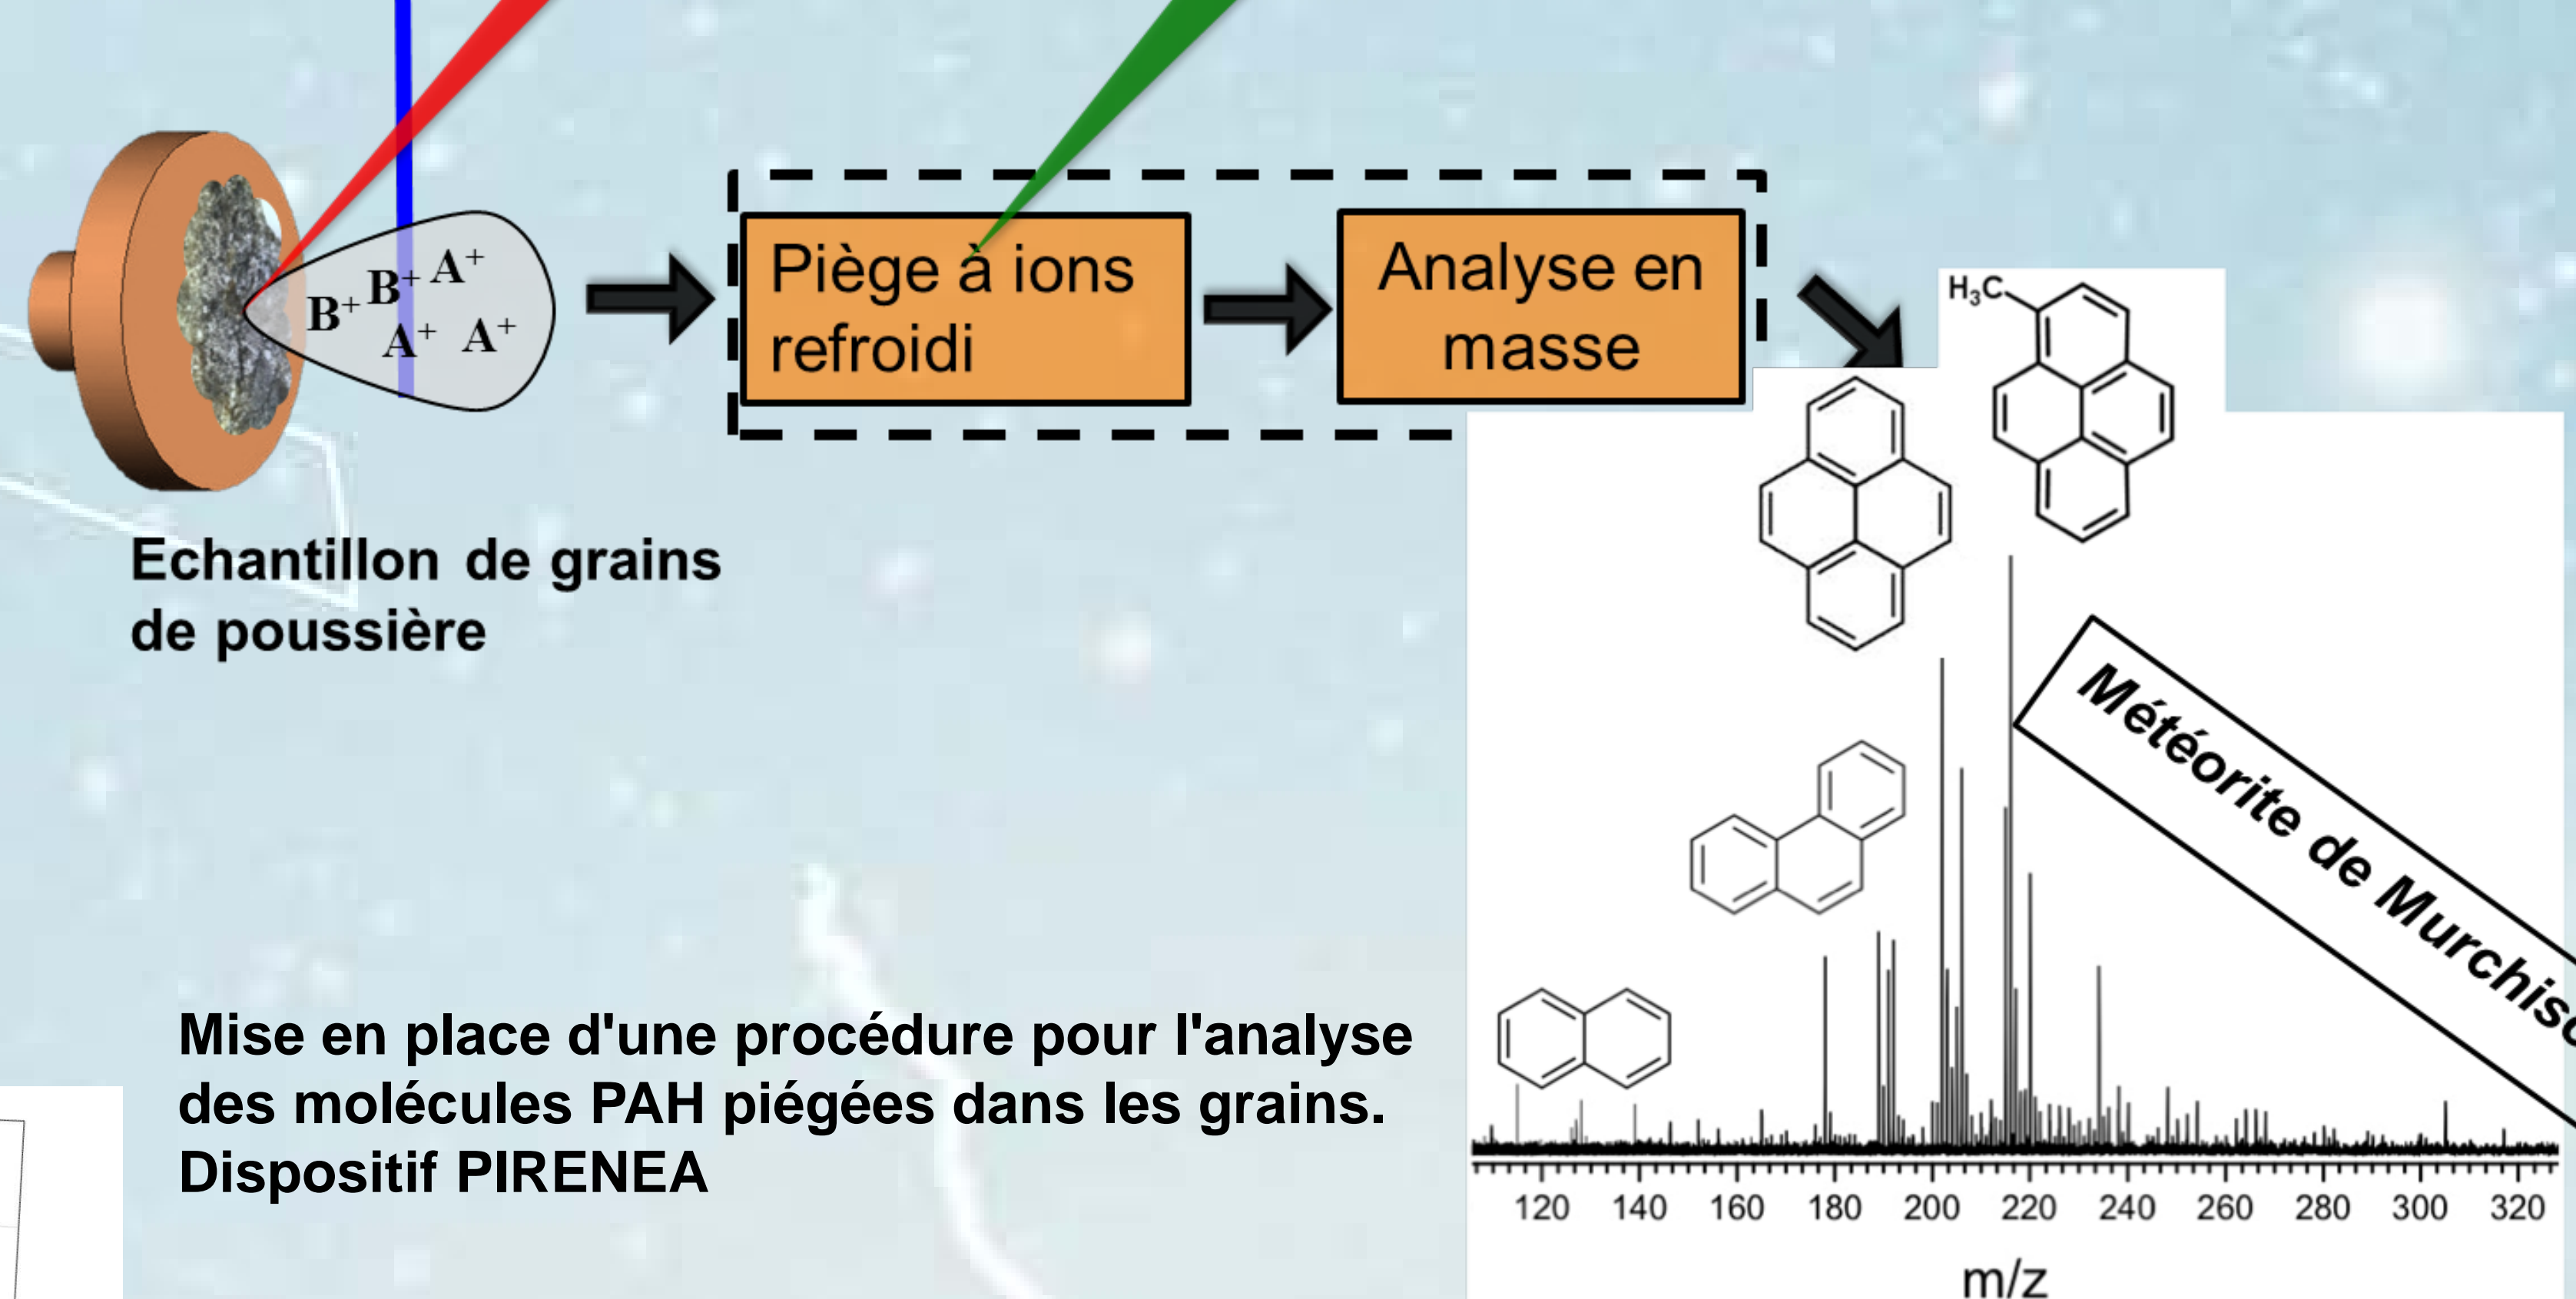 B⁺ B⁺ A⁺
A⁺ A⁺
Piège à ions
refroidi
Analyse en
masse
H₃C
Echantillon de grains
de poussière
Météorite de
Mise en place d'une procédure pour l'analyse
des molécules PAH piégées dans les grains.
Dispositif PIRENEA
120 140 160 180 200 220 240 260 280 300 320
m/z